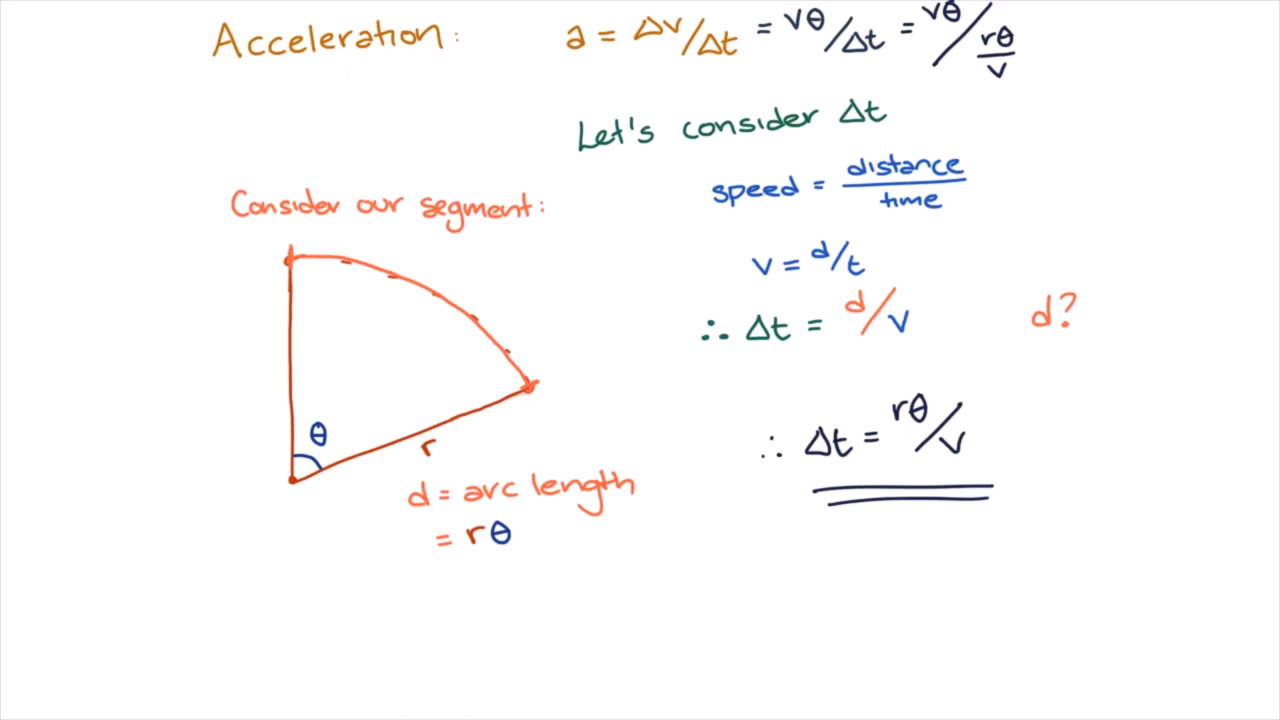 Acceleration: a = Δv/Δt = vθ/Δt = vθ/rθ/v
Let's consider Δt
speed = distance/time
Consider our segment:
v = d/t
∴ Δt = d/v d?
θ
r
∴ Δt = rθ/v
d = arc length
= rθ